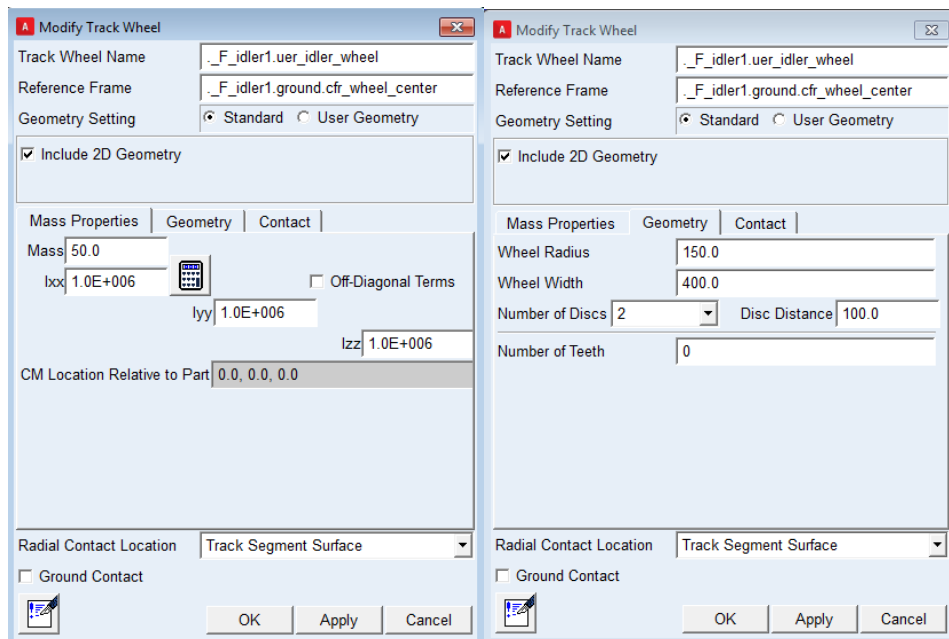 Modify Track Wheel
Track Wheel Name ._F_idler1.uer_idler_wheel
Reference Frame ._F_idler1.ground.cfr_wheel_center
Geometry Setting Standard User Geometry
Include 2D Geometry
Mass Properties Geometry Contact
Mass 50.0
Ixx 1.0E+006 Off-Diagonal Terms
Iyy 1.0E+006
Izz 1.0E+006
CM Location Relative to Part 0.0, 0.0, 0.0
Radial Contact Location Track Segment Surface
Ground Contact
OK Apply Cancel
Modify Track Wheel
Track Wheel Name ._F_idler1.uer_idler_wheel
Reference Frame ._F_idler1.ground.cfr_wheel_center
Geometry Setting Standard User Geometry
Include 2D Geometry
Mass Properties Geometry Contact
Wheel Radius 150.0
Wheel Width 400.0
Number of Discs 2 Disc Distance 100.0
Number of Teeth 0
Radial Contact Location Track Segment Surface
Ground Contact
OK Apply Cancel